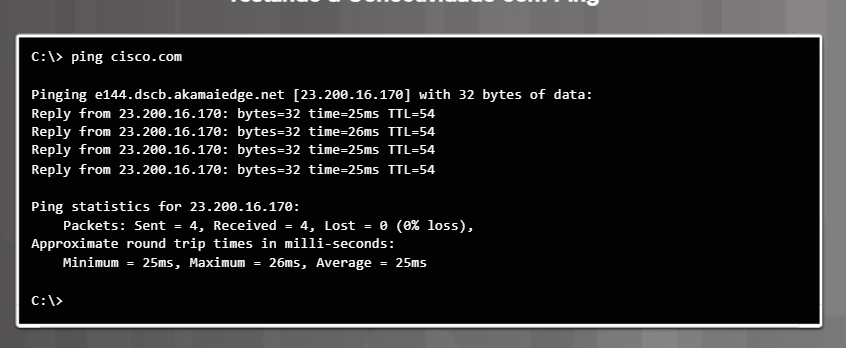 Testando a Conectividade com Ping
C:\> ping cisco.com
Pinging e144.dscb.akamaiedge.net [23.200.16.170] with 32 bytes of data:
Reply from 23.200.16.170: bytes=32 time=25ms TTL=54
Reply from 23.200.16.170: bytes=32 time=26ms TTL=54
Reply from 23.200.16.170: bytes=32 time=25ms TTL=54
Reply from 23.200.16.170: bytes=32 time=25ms TTL=54
Ping statistics for 23.200.16.170:
Packets: Sent = 4, Received = 4, Lost = 0 (0% loss),
Approximate round trip times in milli-seconds:
Minimum = 25ms, Maximum = 26ms, Average = 25ms
C:\>